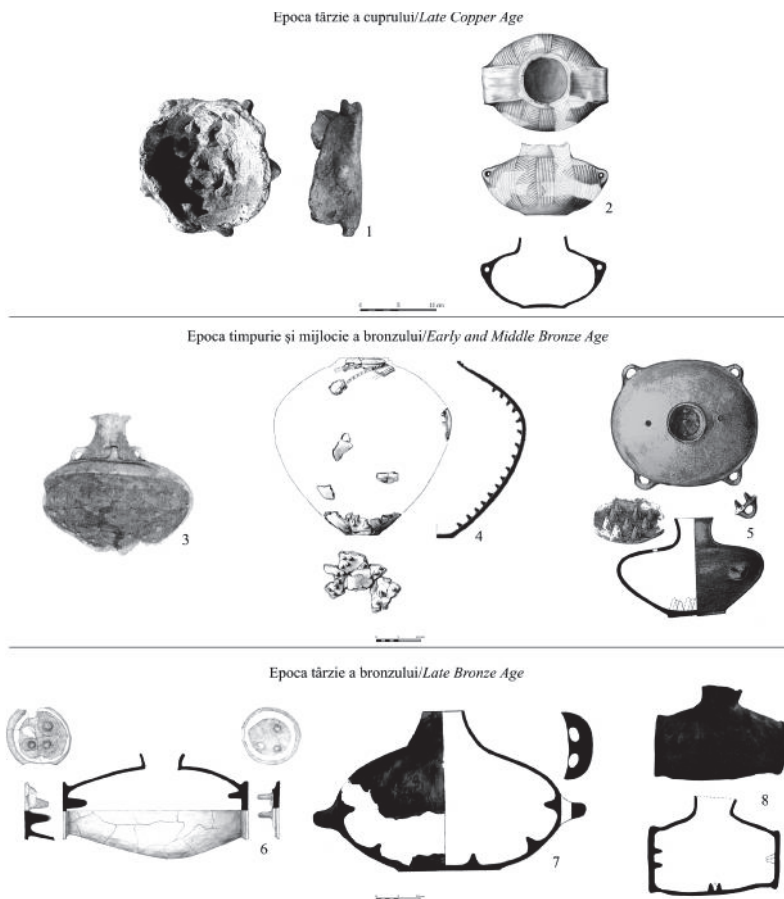 Epoca târzie a cuprului/Late Copper Age
1
2
Epoca timpurie și mijlocie a bronzului/Early and Middle Bronze Age
3
4
5
Epoca târzie a bronzului/Late Bronze Age
6
7
8